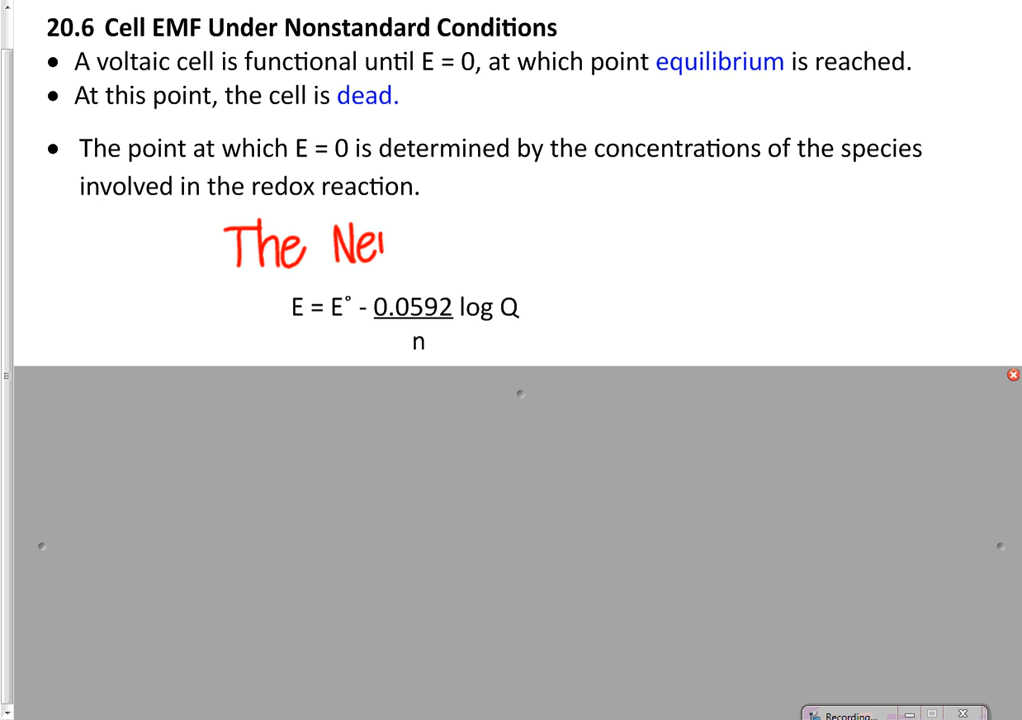 20.6 Cell EMF Under Nonstandard Conditions
• A voltaic cell is functional until E = 0, at which point equilibrium is reached.
• At this point, the cell is dead.
• The point at which E = 0 is determined by the concentrations of the species
involved in the redox reaction.
The Ner
E = E° - 0.0592 log Q
n
Recording...